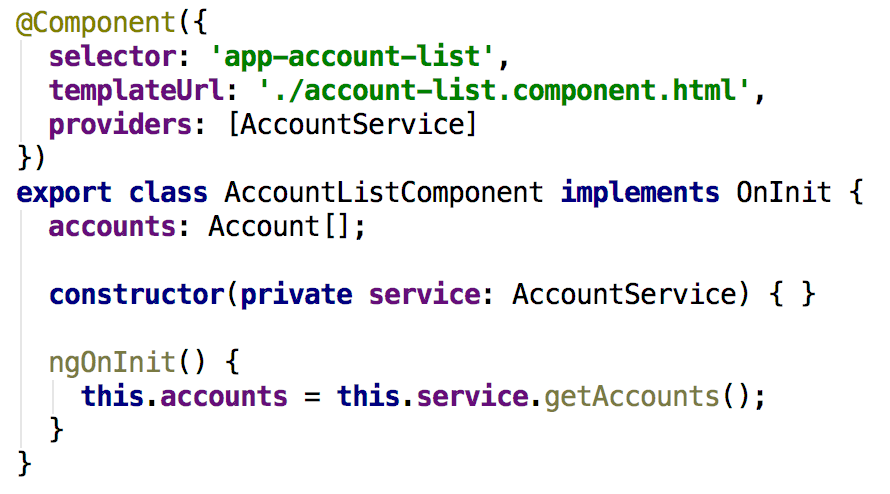 @Component({
  selector: 'app-account-list',
  templateUrl: './account-list.component.html',
  providers: [AccountService]
})
export class AccountListComponent implements OnInit {
  accounts: Account[];

  constructor(private service: AccountService) { }

  ngOnInit() {
    this.accounts = this.service.getAccounts();
  }
}